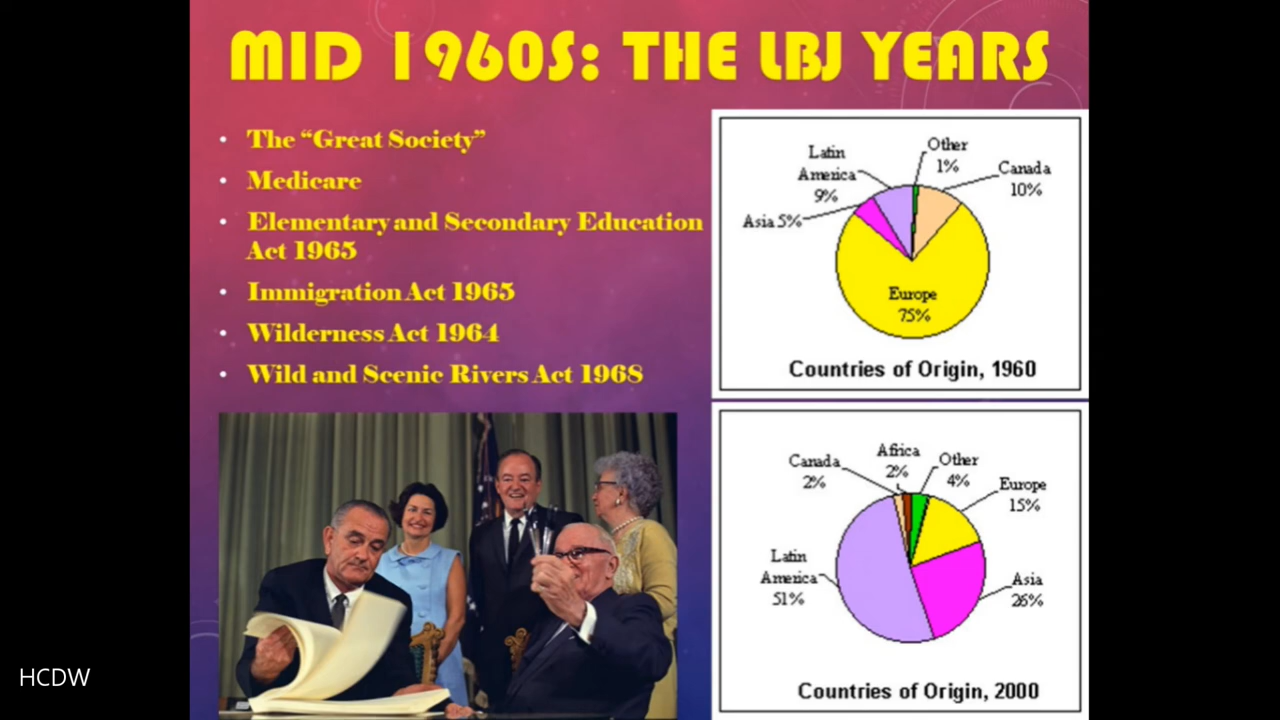 MID 1960S: THE LBJ YEARS
• The “Great Society”
• Medicare
• Elementary and Secondary Education
Act 1965
• Immigration Act 1965
• Wilderness Act 1964
• Wild and Scenic Rivers Act 1968
Other
1%
Latin
America
9%
Canada
10%
Asia 5%
Europe
75%
Countries of Origin, 1960
Africa
2%
Other
4%
Canada
2%
Europe
15%
Latin
America
51%
Asia
26%
Countries of Origin, 2000
HCDW